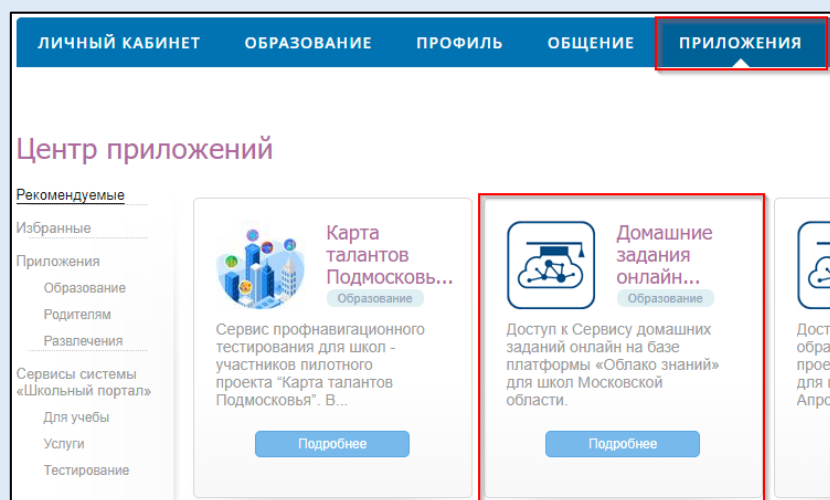 ЛИЧНЫЙ КАБИНЕТ ОБРАЗОВАНИЕ ПРОФИЛЬ ОБЩЕНИЕ ПРИЛОЖЕНИЯ
Центр приложений
Рекомендуемые
Избранные
Приложения
Образование
Родителям
Развлечения
Сервисы системы
«Школьный портал»
Для учебы
Услуги
Тестирование
Карта
талантов
Подмосковь...
Образование
Сервис профнавигационного
тестирования для школ -
участников пилотного
проекта "Карта талантов
Подмосковья". В...
Подробнее
Домашние
задания
онлайн...
Образование
Доступ к Сервису домашних
заданий онлайн на базе
платформы «Облако знаний»
для школ Московской
области.
Подробнее